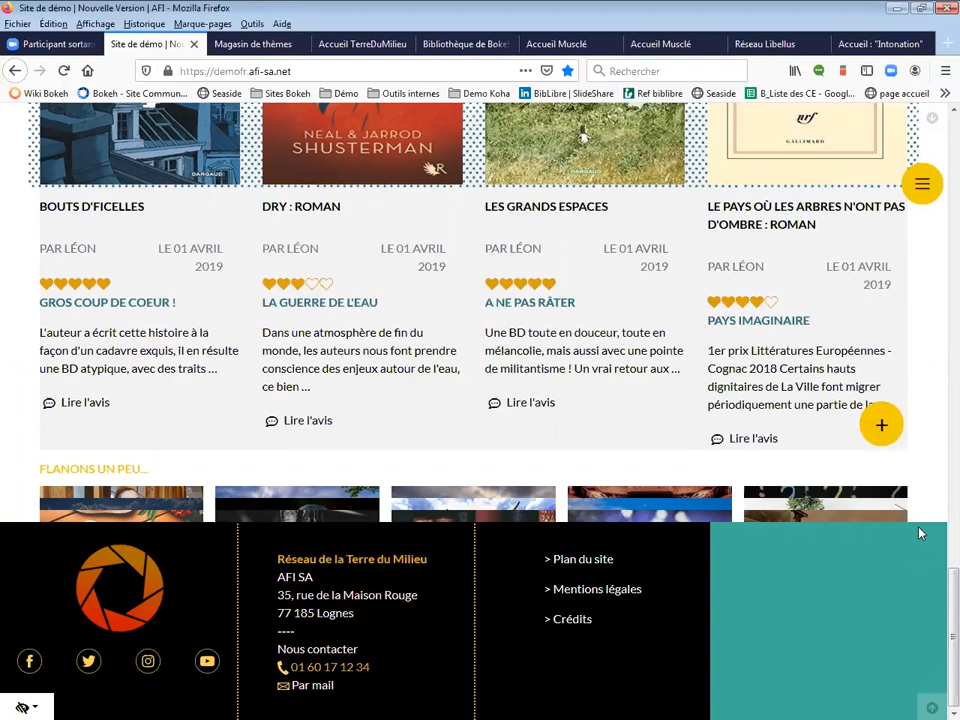 Site de démo | Nouvelle Version | AFI - Mozilla Firefox
Fichier Édition Affichage Historique Marque-pages Outils Aide
Participant sortan
Site de démo | Nou
Magasin de thèmes
Accueil TerreDuMilieu
Bibliothèque de Bokeh
Accueil Musclé
Accueil Musclé
Réseau Libellus
Accueil : "Intonation"
https://demofr.afi-sa.net
Rechercher
Wiki Bokeh
Bokeh - Site Commun...
Seaside
Sites Bokeh
Démo
Outils internes
Demo Koha
BibLibre | SlideShare
Ref biblibre
Seaside
B_Liste des CE - Googl...
page accueil
DARGAUD
NEAL & JARROD
SHUSTERMAN
DARGAUD
nrf
GALLIMARD
BOUTS D'FICELLES
PAR LÉON
LE 01 AVRIL
2019
GROS COUP DE COEUR !
L'auteur a écrit cette histoire à la
façon d'un cadavre exquis, il en résulte
une BD atypique, avec des traits ...
Lire l'avis
DRY : ROMAN
PAR LÉON
LE 01 AVRIL
2019
LA GUERRE DE L'EAU
Dans une atmosphère de fin du
monde, les auteurs nous font prendre
conscience des enjeux autour de l'eau,
ce bien ...
Lire l'avis
LES GRANDS ESPACES
PAR LÉON
LE 01 AVRIL
2019
A NE PAS RÂTER
Une BD toute en douceur, toute en
mélancolie, mais aussi avec une pointe
de militantisme ! Un vrai retour aux ...
Lire l'avis
LE PAYS OÙ LES ARBRES N'ONT PAS
D'OMBRE : ROMAN
PAR LÉON
LE 01 AVRIL
2019
PAYS IMAGINAIRE
1er prix Littératures Européennes -
Cognac 2018 Certains hauts
dignitaires de La Ville font migrer
périodiquement une partie de
Lire l'avis
FLANONS UN PEU...
Réseau de la Terre du Milieu
AFI SA
35, rue de la Maison Rouge
77 185 Lognes
----
Nous contacter
01 60 17 12 34
Par mail
> Plan du site
> Mentions légales
> Crédits